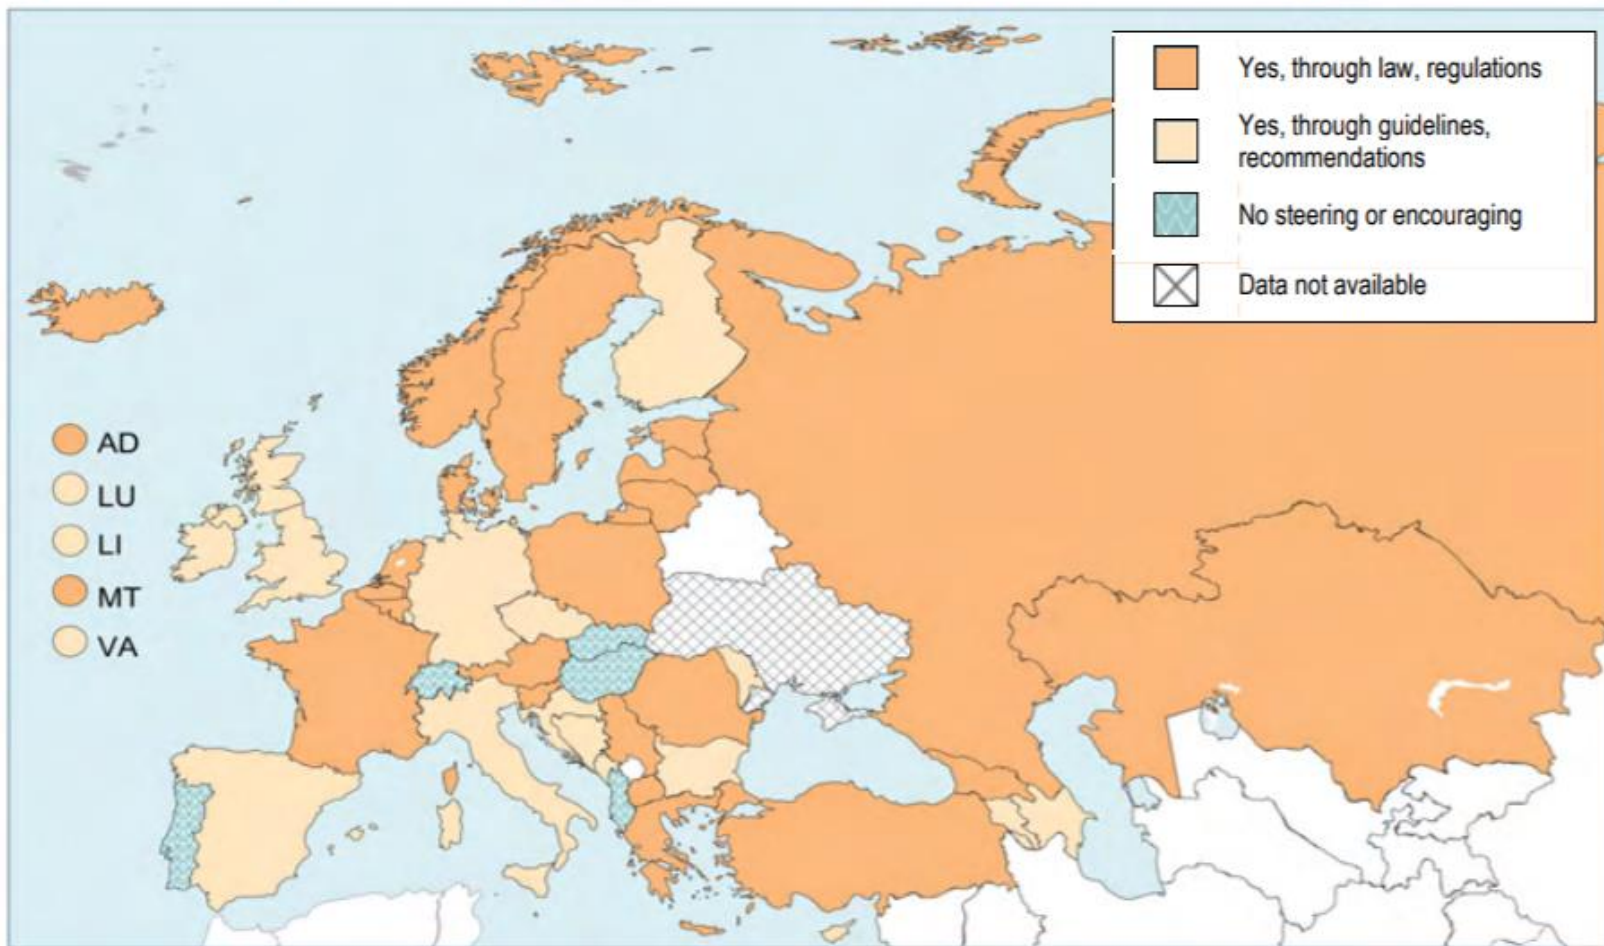 Yes, through law, regulations
Yes, through guidelines,
recommendations
No steering or encouraging
Data not available
AD
LU
LI
MT
VA